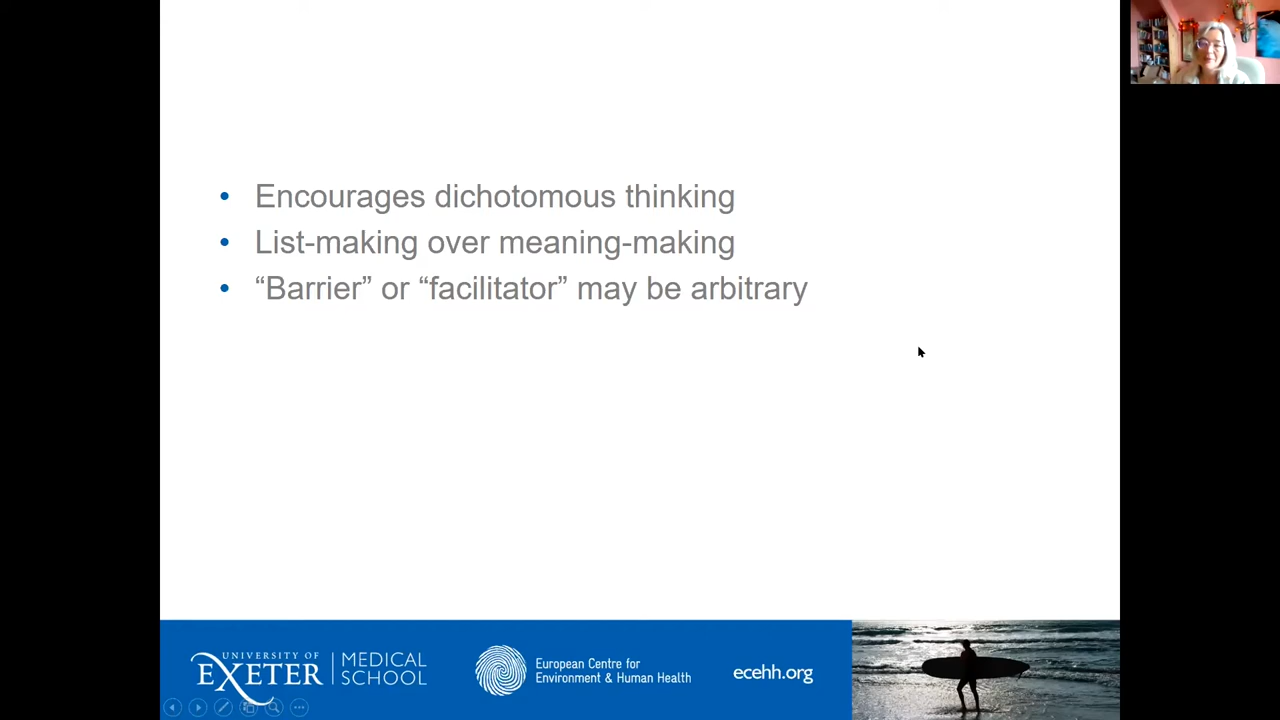 • Encourages dichotomous thinking
• List-making over meaning-making
• “Barrier” or “facilitator” may be arbitrary
UNIVERSITY OF
EXETER
MEDICAL
SCHOOL
European Centre for
Environment & Human Health
ecehh.org